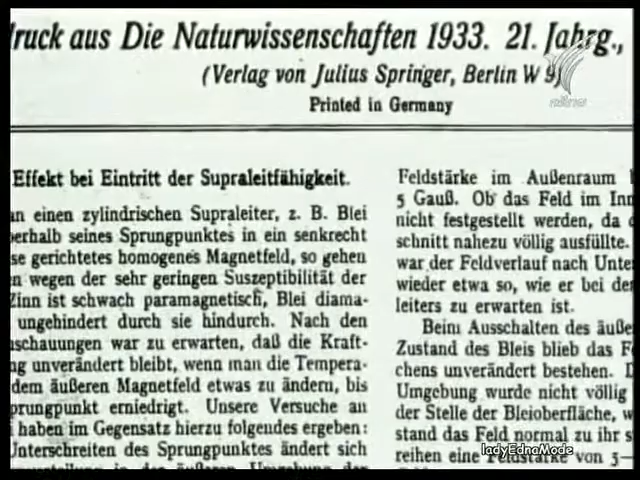 druck aus Die Naturwissenschaften 1933. 21. Jahrg.,
(Verlag von Julius Springer, Berlin W 9)
Printed in Germany
Effekt bei Eintritt der Supraleitfähigkeit.
an einen zylindrischen Supraleiter, z. B. Blei
erhalb seines Sprungpunktes in ein senkrecht
se gerichtetes homogenes Magnetfeld, so gehen
n wegen der sehr geringen Suszeptibilität der
Zinn ist schwach paramagnetisch, Blei diama-
ungehindert durch sie hindurch. Nach den
schauungen war zu erwarten, daß die Kraft-
ng unverändert bleibt, wenn man die Tempera-
dem äußeren Magnetfeld etwas zu ändern, bis
prungpunkt erniedrigt. Unsere Versuche an
haben im Gegensatz hierzu folgendes ergeben:
Unterschreiten des Sprungpunktes ändert sich
in der äußeren Umgebung der
Feldstärke im Außenraum
5 Gauß. Ob das Feld im Inn
nicht festgestellt werden, da
schnitt nahezu völlig ausfüllte.
war der Feldverlauf nach Unter
wieder etwa so, wie er bei der
leiters zu erwarten ist.
Beim Ausschalten des äuße
Zustand des Bleis blieb das F
chens unverändert bestehen. D
Umgebung wurde nicht völlig
der Stelle der Bleioberfläche, w
stand das Feld normal zu ihr s
reihen eine Feldstärke von 5—
ladyEdnaMode